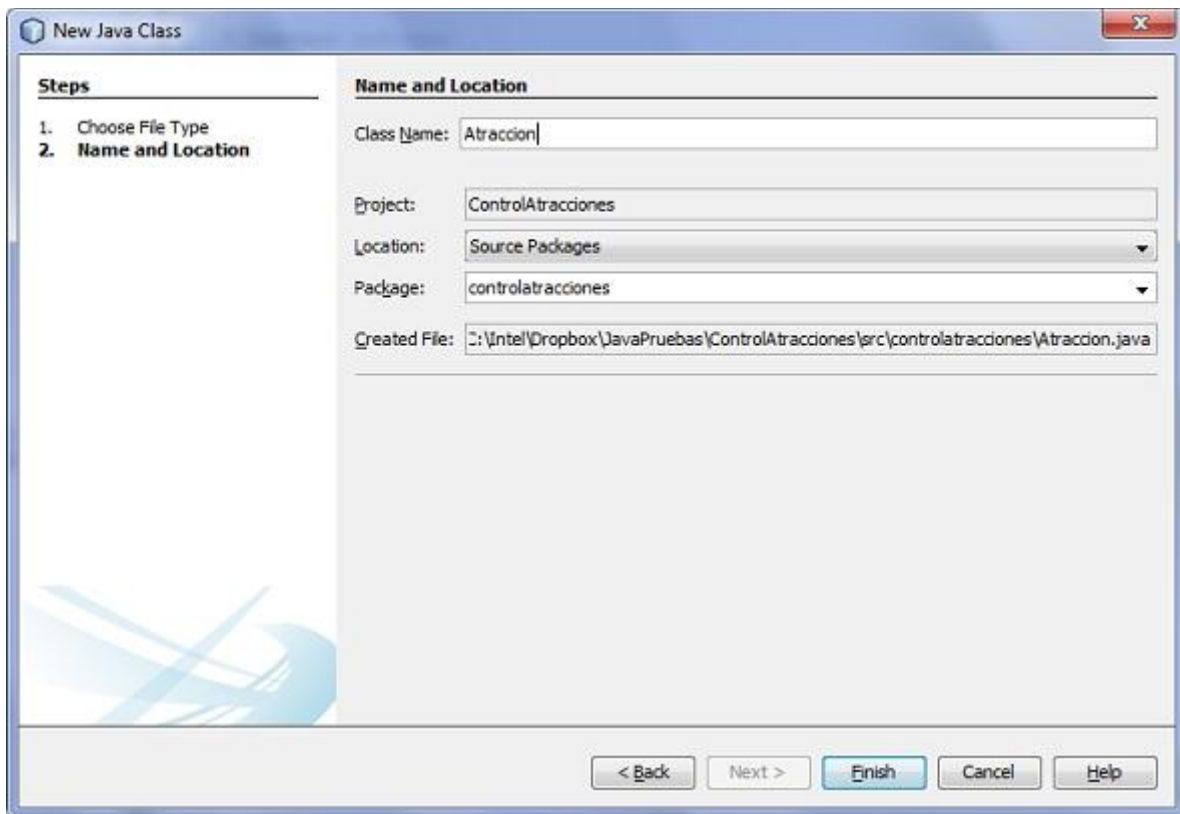 New Java Class
Steps
1. Choose File Type
2. Name and Location
Name and Location
Class Name: Atraccion
Project: ControlAtracciones
Location: Source Packages
Package: controlatracciones
Created File: C:\Intel\Dropbox\JavaPruebas\ControlAtracciones\src\controlatracciones\Atraccion.java
< Back
Next >
Finish
Cancel
Help